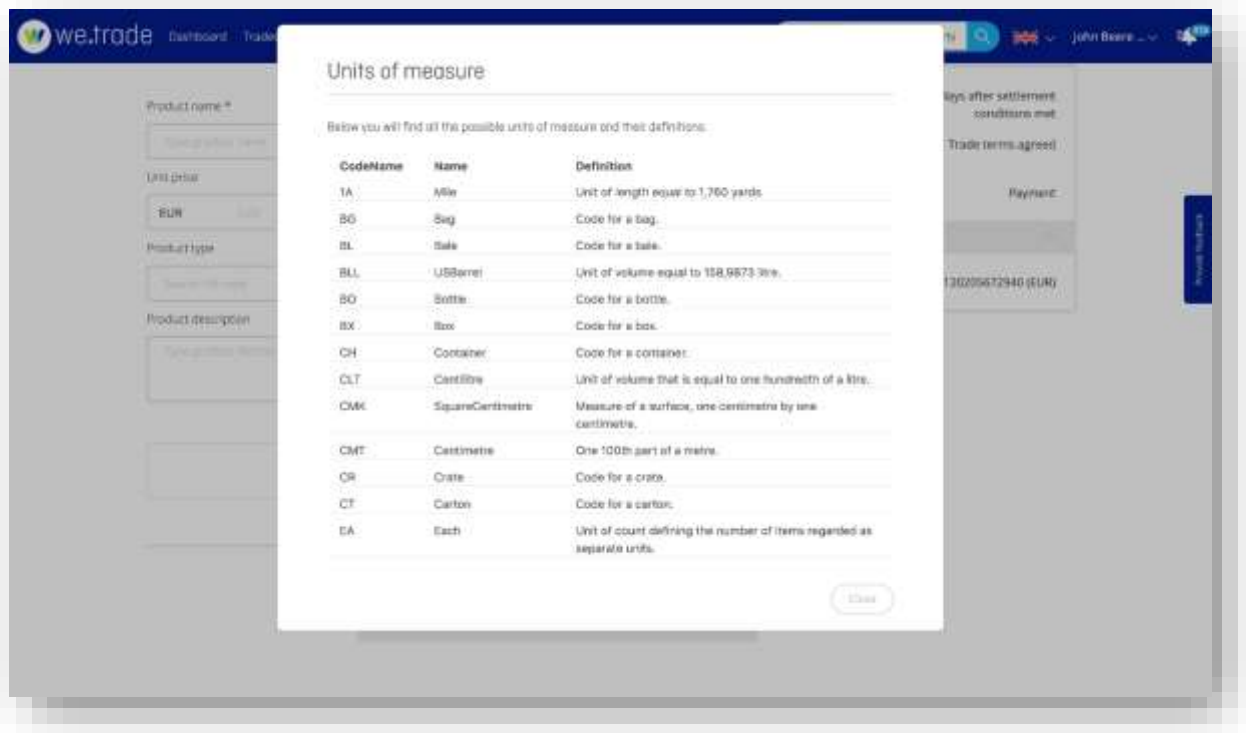 we.trade Dashboard Trade
John Beere ...
Units of measure
Below you will find all the possible units of measure and their definitions.
CodeName Name Definition
1A Mile Unit of length equal to 1,760 yards
BG Bag Code for a bag.
BL Bale Code for a bale.
BLL USBarrel Unit of volume equal to 158,9873 litre.
BO Bottle Code for a bottle.
BX Box Code for a box.
CH Container Code for a container.
CLT Centilitre Unit of volume that is equal to one hundredth of a litre.
CMK SquareCentimetre Measure of a surface, one centimetre by one
centimetre.
CMT Centimetre One 100th part of a metre.
CR Crate Code for a crate.
CT Carton Code for a carton.
EA Each Unit of count defining the number of items regarded as
separate units.
Close
Product name *
Type product name
Unit price
EUR
Product type
Product description
days after settlement
conditions met
Trade terms agreed
Payment
130205672940 (EUR)
Provide feedback